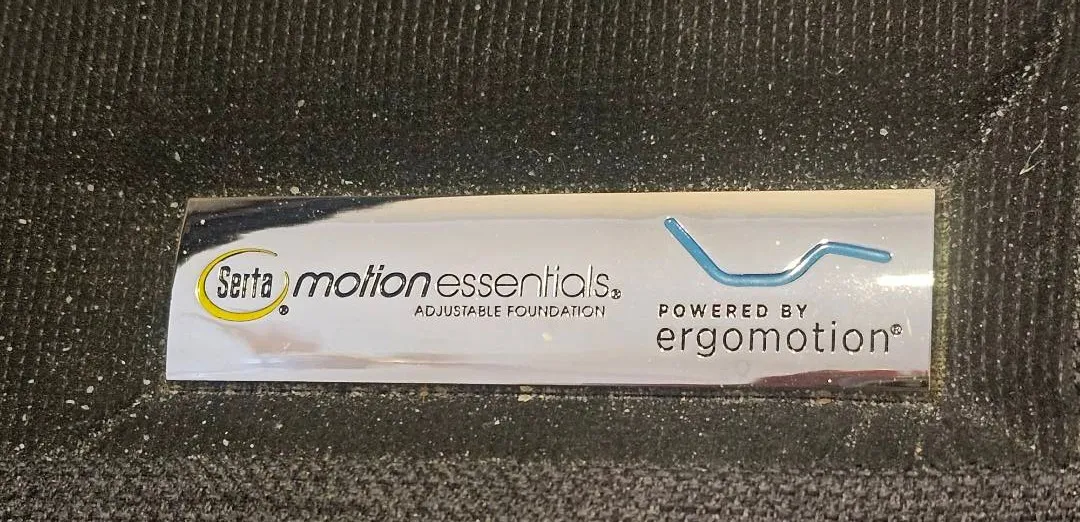 Serta® motion essentials®
ADJUSTABLE FOUNDATION
POWERED BY
ergomotion®